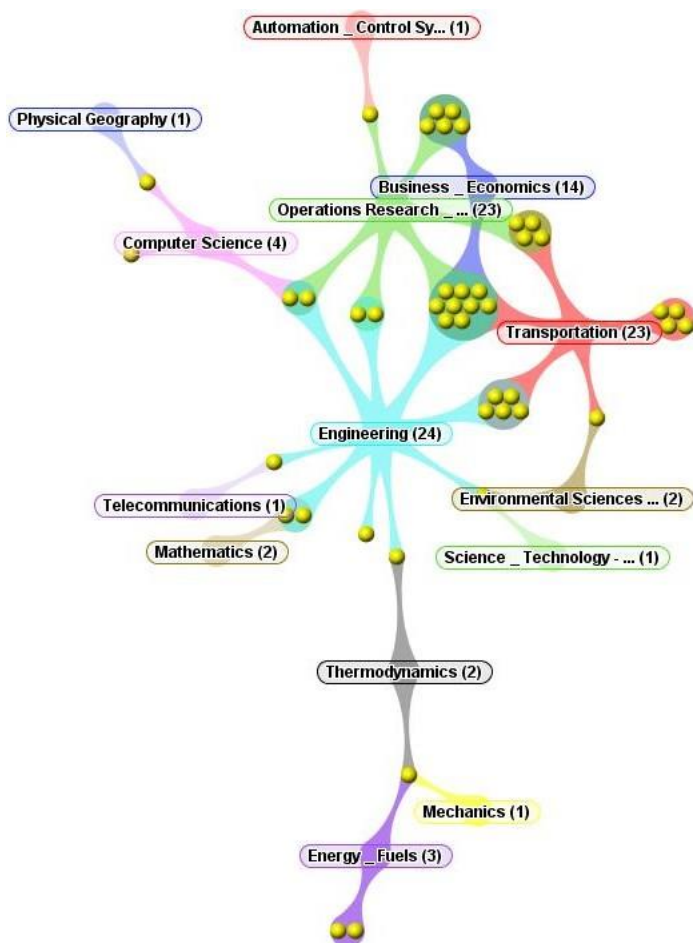 Automation _ Control Sy... (1)
Physical Geography (1)
Business _ Economics (14)
Operations Research _ ... (23)
Computer Science (4)
Transportation (23)
Engineering (24)
Telecommunications (1)
Environmental Sciences ... (2)
Mathematics (2)
Science _ Technology - ... (1)
Thermodynamics (2)
Mechanics (1)
Energy _ Fuels (3)